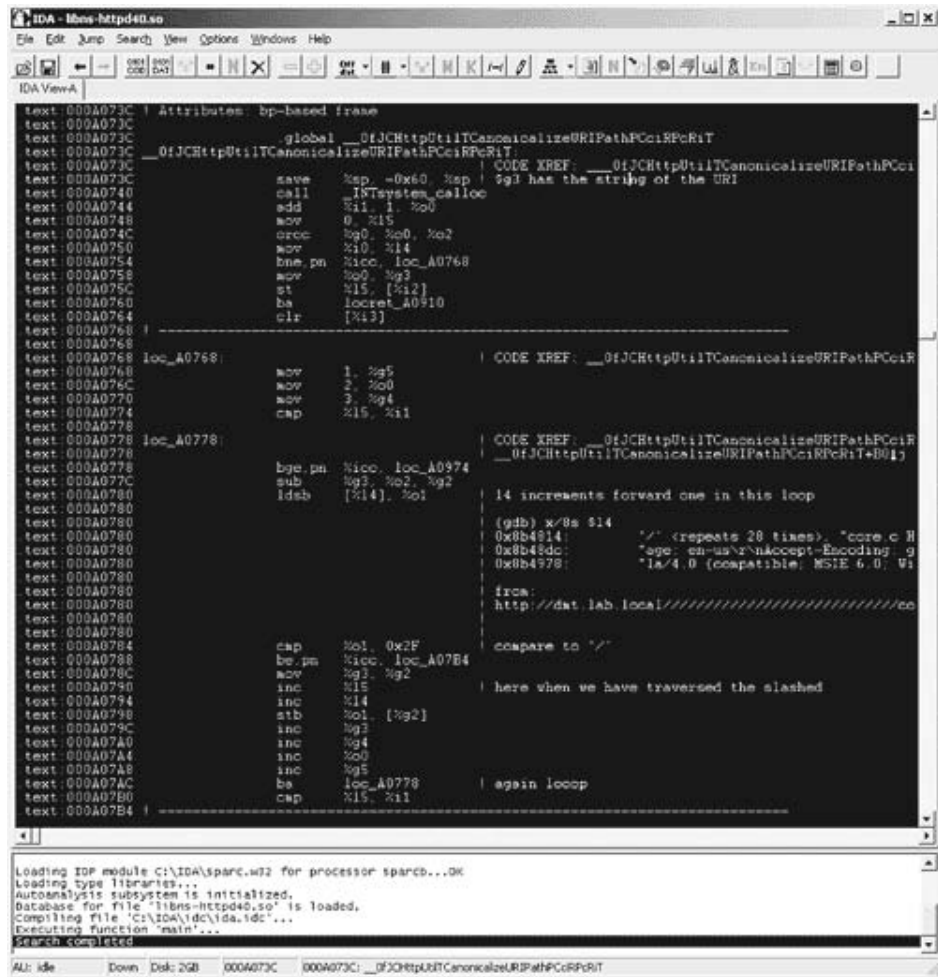 IDA - libns-httpd40.so
File Edit Jump Search View Options Windows Help
IDA View-A
text:000A073C ! Attributes: bp-based frame
text:000A073C
text:000A073C .global __0fJCHttpUtilTCanonicalizeURIPathPCciRPcRiT
text:000A073C __0fJCHttpUtilTCanonicalizeURIPathPCciRPcRiT:
text:000A073C ! CODE XREF: ___0fJCHttpUtilTCanonicalizeURIPathPCci
text:000A073C save %sp, -0x60, %sp ! $g3 has the string of the URI
text:000A0740 call _INTsystem_calloc
text:000A0744 add %i1, 1, %o0
text:000A0748 mov 0, %l5
text:000A074C orcc %g0, %o0, %o2
text:000A0750 mov %i0, %l4
text:000A0754 bne,pn %icc, loc_A0768
text:000A0758 mov %o0, %g3
text:000A075C st %l5, [%i2]
text:000A0760 ba locret_A0910
text:000A0764 clr [%i3]
text:000A0768 ! ---------------------------------------------------------------------------
text:000A0768
text:000A0768 loc_A0768: ! CODE XREF: __0fJCHttpUtilTCanonicalizeURIPathPCciR
text:000A0768 mov 1, %g5
text:000A076C mov 2, %o0
text:000A0770 mov 3, %g4
text:000A0774 cmp %l5, %i1
text:000A0778
text:000A0778 loc_A0778: ! CODE XREF: __0fJCHttpUtilTCanonicalizeURIPathPCciR
text:000A0778 ! __0fJCHttpUtilTCanonicalizeURIPathPCciRPcRiT+B0↓j
text:000A0778 bge,pn %icc, loc_A0974
text:000A077C sub %g3, %o2, %g2
text:000A0780 ldsb [%l4], %o1 ! l4 increments forward one in this loop
text:000A0780 !
text:000A0780 ! (gdb) x/8s $l4
text:000A0780 ! 0x8b4814: "/" <repeats 28 times>, "core.c H
text:000A0780 ! 0x8b48dc: "age: en-us\r\nAccept-Encoding: g
text:000A0780 ! 0x8b4978: "la/4.0 (compatible; MSIE 6.0; Wi
text:000A0780 !
text:000A0780 ! from:
text:000A0780 ! http://dmt.lab.local////////////////////////////co
text:000A0780 !
text:000A0780 !
text:000A0784 cmp %o1, 0x2F ! compare to "/"
text:000A0788 be,pn %icc, loc_A07B4
text:000A078C mov %g3, %g2
text:000A0790 inc %l5 ! here when we have traversed the slashed
text:000A0794 inc %l4
text:000A0798 stb %o1, [%g2]
text:000A079C inc %g3
text:000A07A0 inc %g4
text:000A07A4 inc %o0
text:000A07A8 inc %g5
text:000A07AC ba loc_A0778 ! again locop
text:000A07B0 cmp %l5, %i1
text:000A07B4 ! ---------------------------------------------------------------------------
Loading IDP module C:\IDA\sparc.w32 for processor sparcb...OK
Loading type libraries...
Autoanalysis subsystem is initialized.
Database for file 'libns-httpd40.so' is loaded.
Compiling file 'C:\IDA\idc\ida.idc'...
Executing function 'main'...
Search completed
AU: idle Down Disk: 2GB 000A073C 000A073C: __0fJCHttpUtilTCanonicalizeURIPathPCciRPcRiT